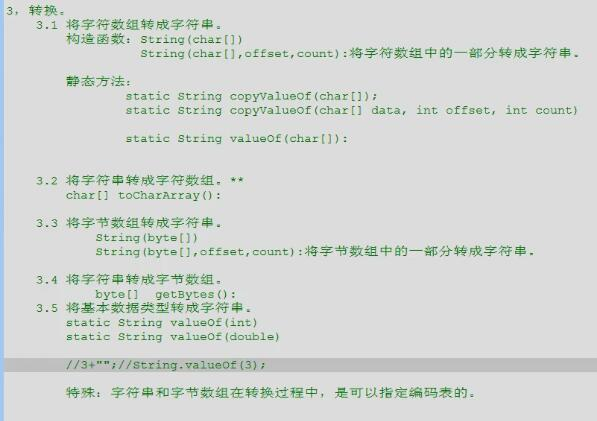 3，转换。
3.1 将字符数组转成字符串。
构造函数：String(char[])
String(char[],offset,count):将字符数组中的一部分转成字符串。
静态方法：
static String copyValueOf(char[]);
static String copyValueOf(char[] data, int offset, int count)
static String valueOf(char[]):
3.2 将字符串转成字符数组。**
char[] toCharArray():
3.3 将字节数组转成字符串。
String(byte[])
String(byte[],offset,count):将字节数组中的一部分转成字符串。
3.4 将字符串转成字节数组。
byte[] getBytes():
3.5 将基本数据类型转成字符串。
static String valueOf(int)
static String valueOf(double)
//3+"";//String.valueOf(3);
特殊：字符串和字节数组在转换过程中，是可以指定编码表的。